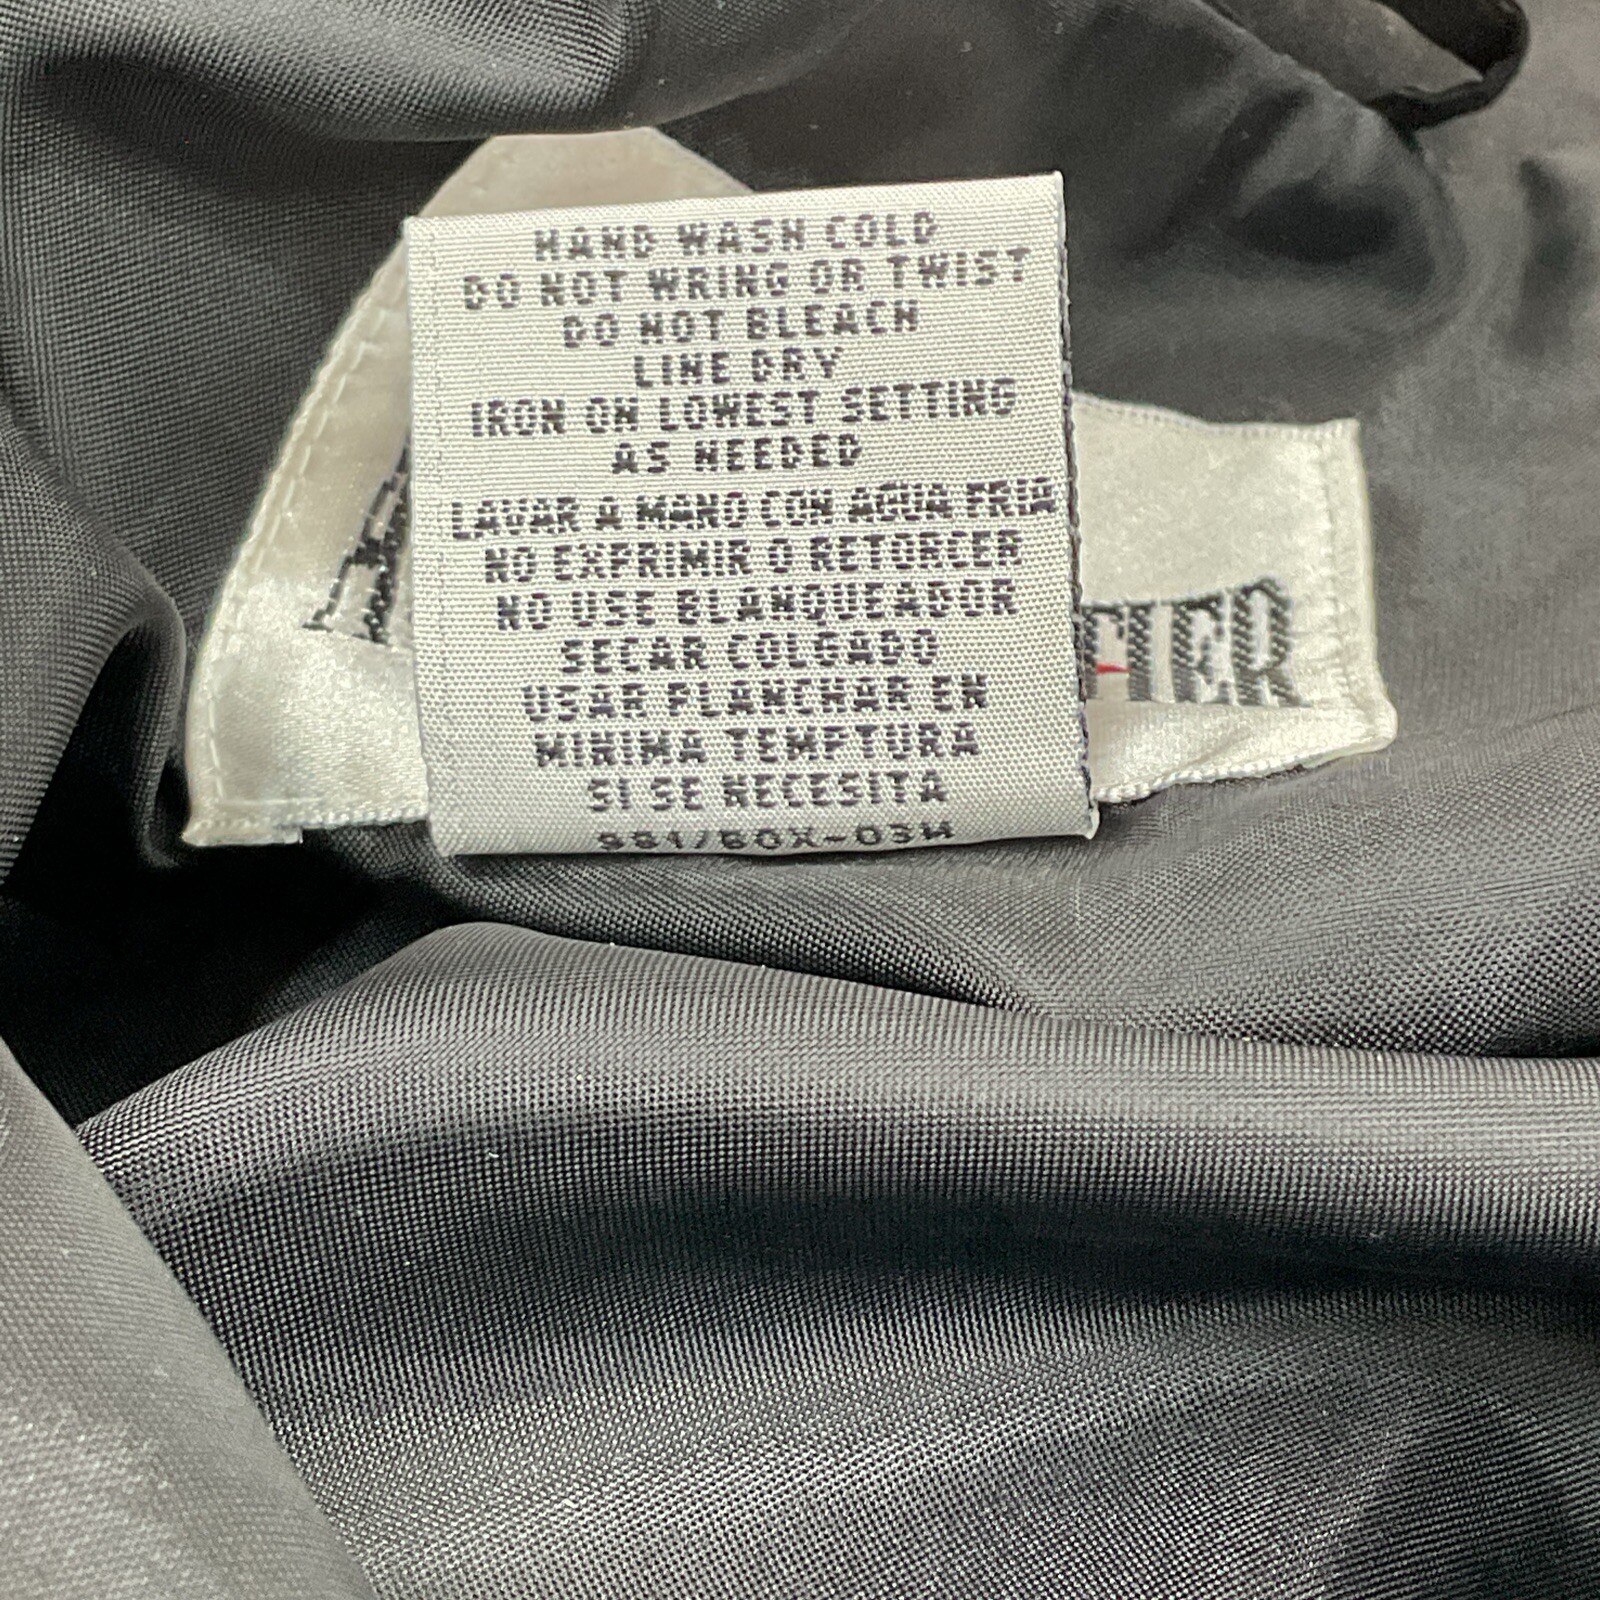 HAND WASH COLD
DO NOT WRING OR TWIST
DO NOT BLEACH
LINE DRY
IRON ON LOWEST SETTING
AS NEEDED
LAVAR A MANO CON AGUA FRIA
NO EXPRIMIR O RETORCER
NO USE BLANQUEADOR
SECAR COLGADO
USAR PLANCHAR EN
MINIMA TEMPTURA
SI SE NECESITA